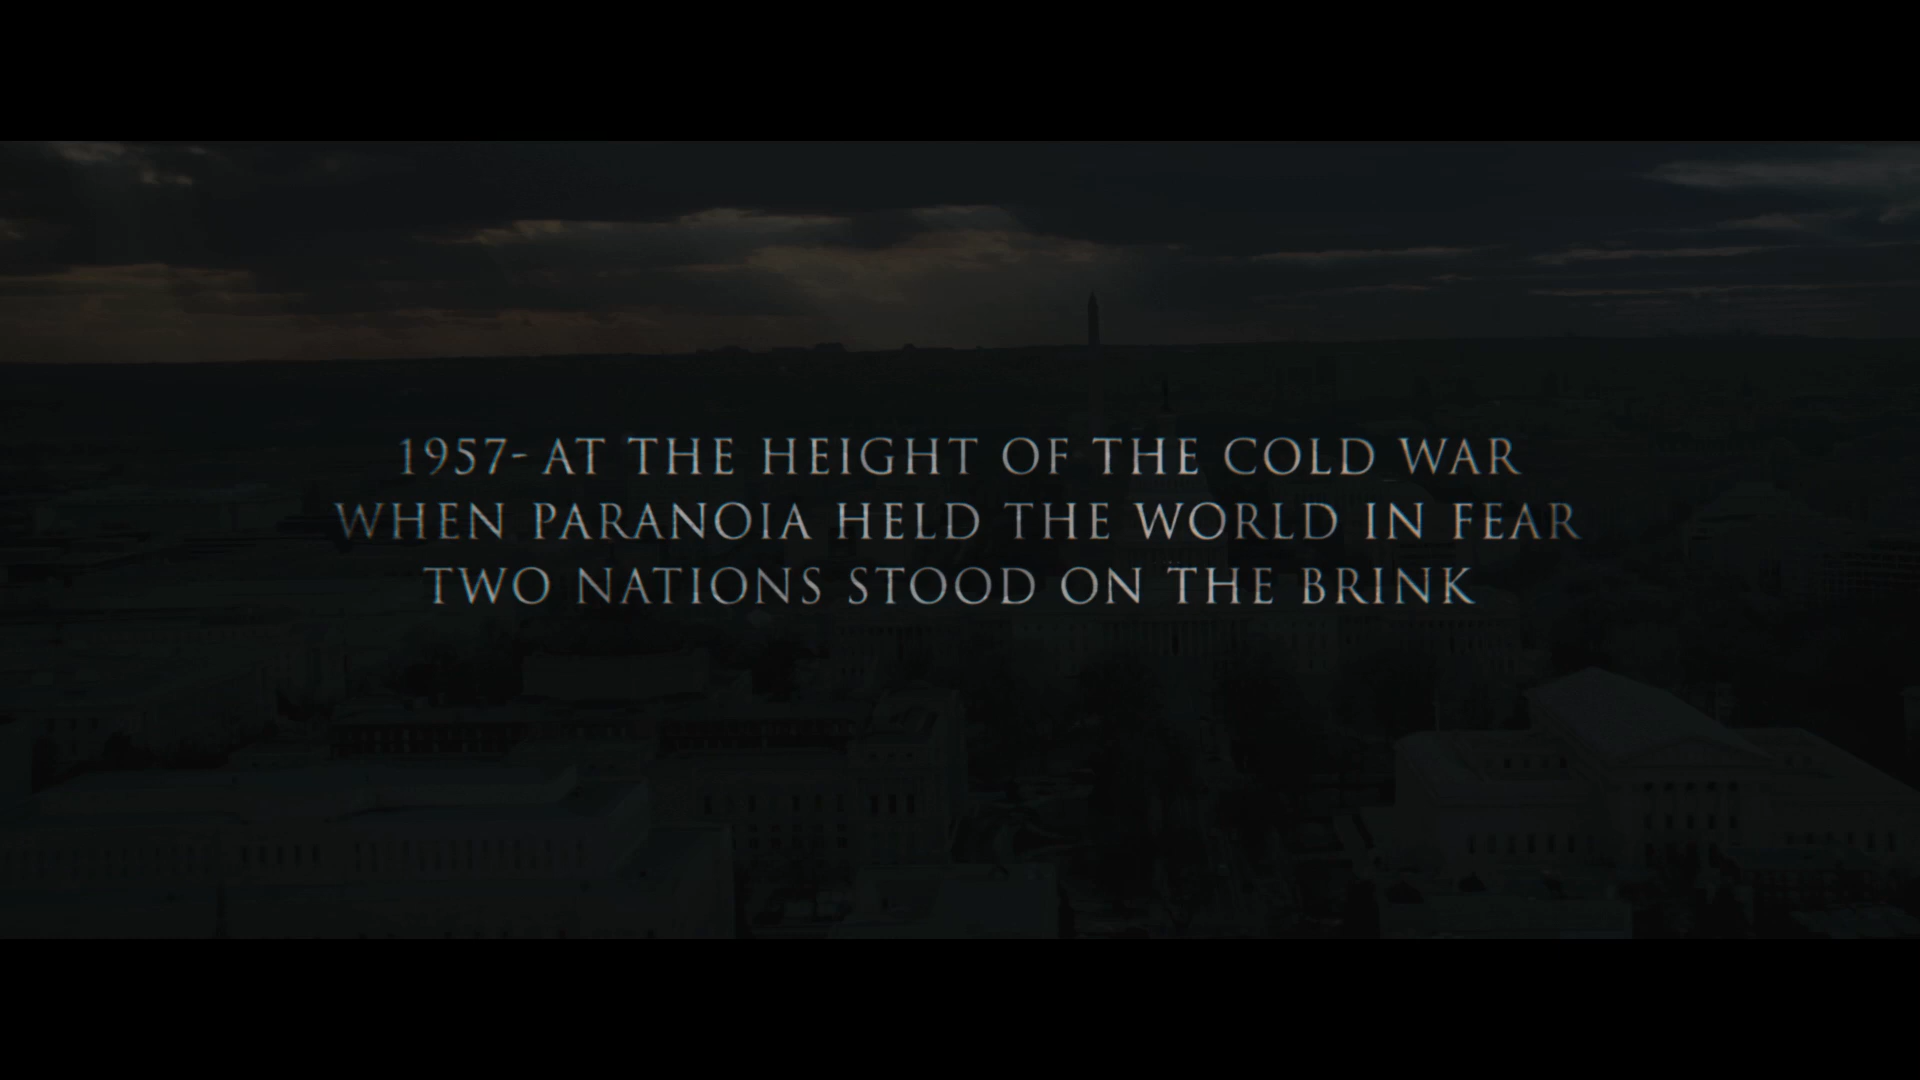 1957- AT THE HEIGHT OF THE COLD WAR
WHEN PARANOIA HELD THE WORLD IN FEAR
TWO NATIONS STOOD ON THE BRINK